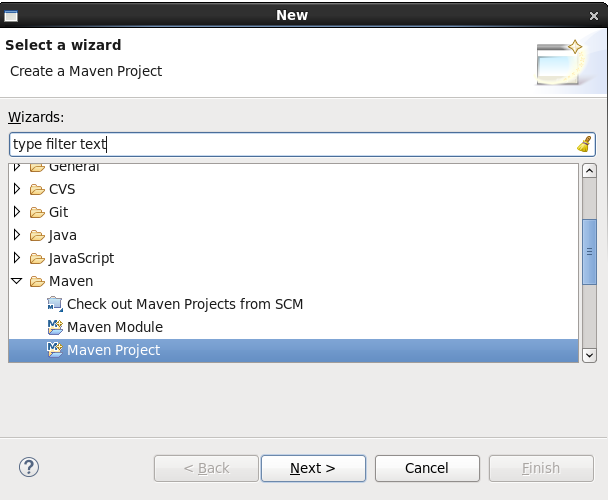 New
Select a wizard
Create a Maven Project
Wizards:
type filter text
General
CVS
Git
Java
JavaScript
Maven
Check out Maven Projects from SCM
Maven Module
Maven Project
? < Back Next > Cancel Finish